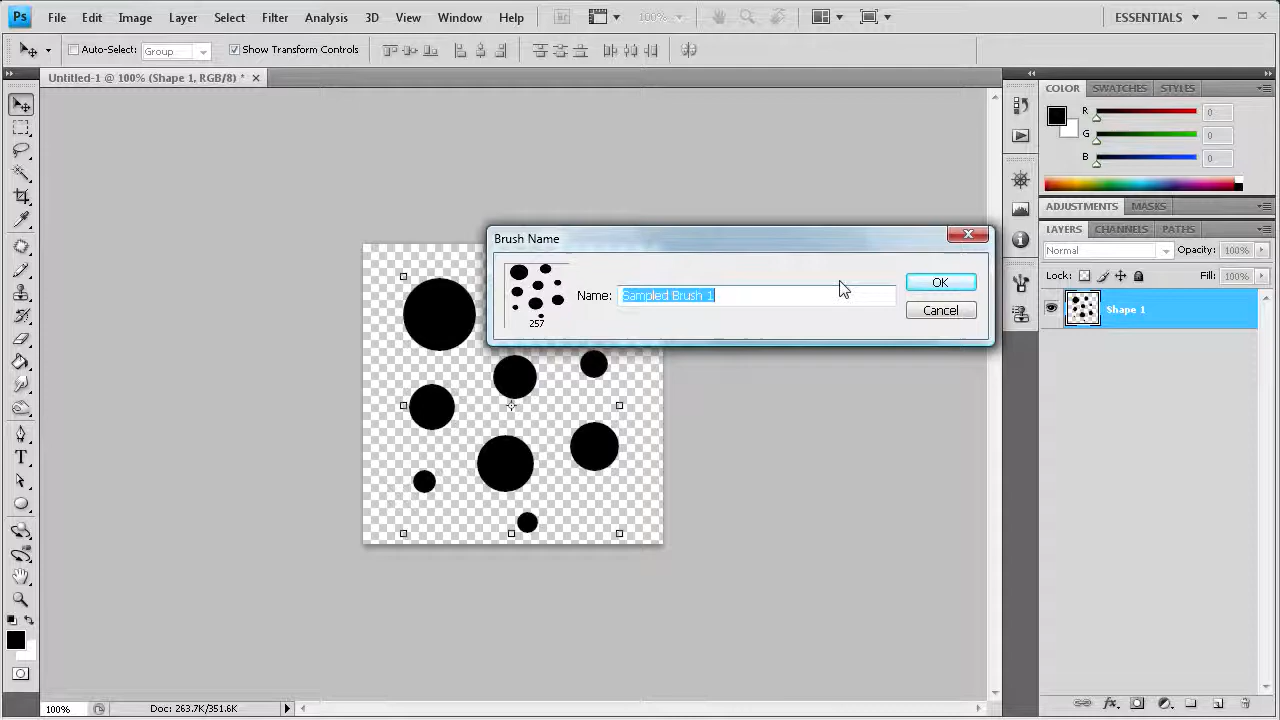 Ps File Edit Image Layer Select Filter Analysis 3D View Window Help 100% ESSENTIALS
Auto-Select: Group Show Transform Controls
Untitled-1 @ 100% (Shape 1, RGB/8) *
COLOR SWATCHES STYLES
R 0
G 0
B 0
ADJUSTMENTS MASKS
LAYERS CHANNELS PATHS
Normal Opacity: 100%
Lock: Fill: 100%
Shape 1
Brush Name
Name: Sampled Brush 1
OK
Cancel
257
T
100% Doc: 263.7K/351.6K